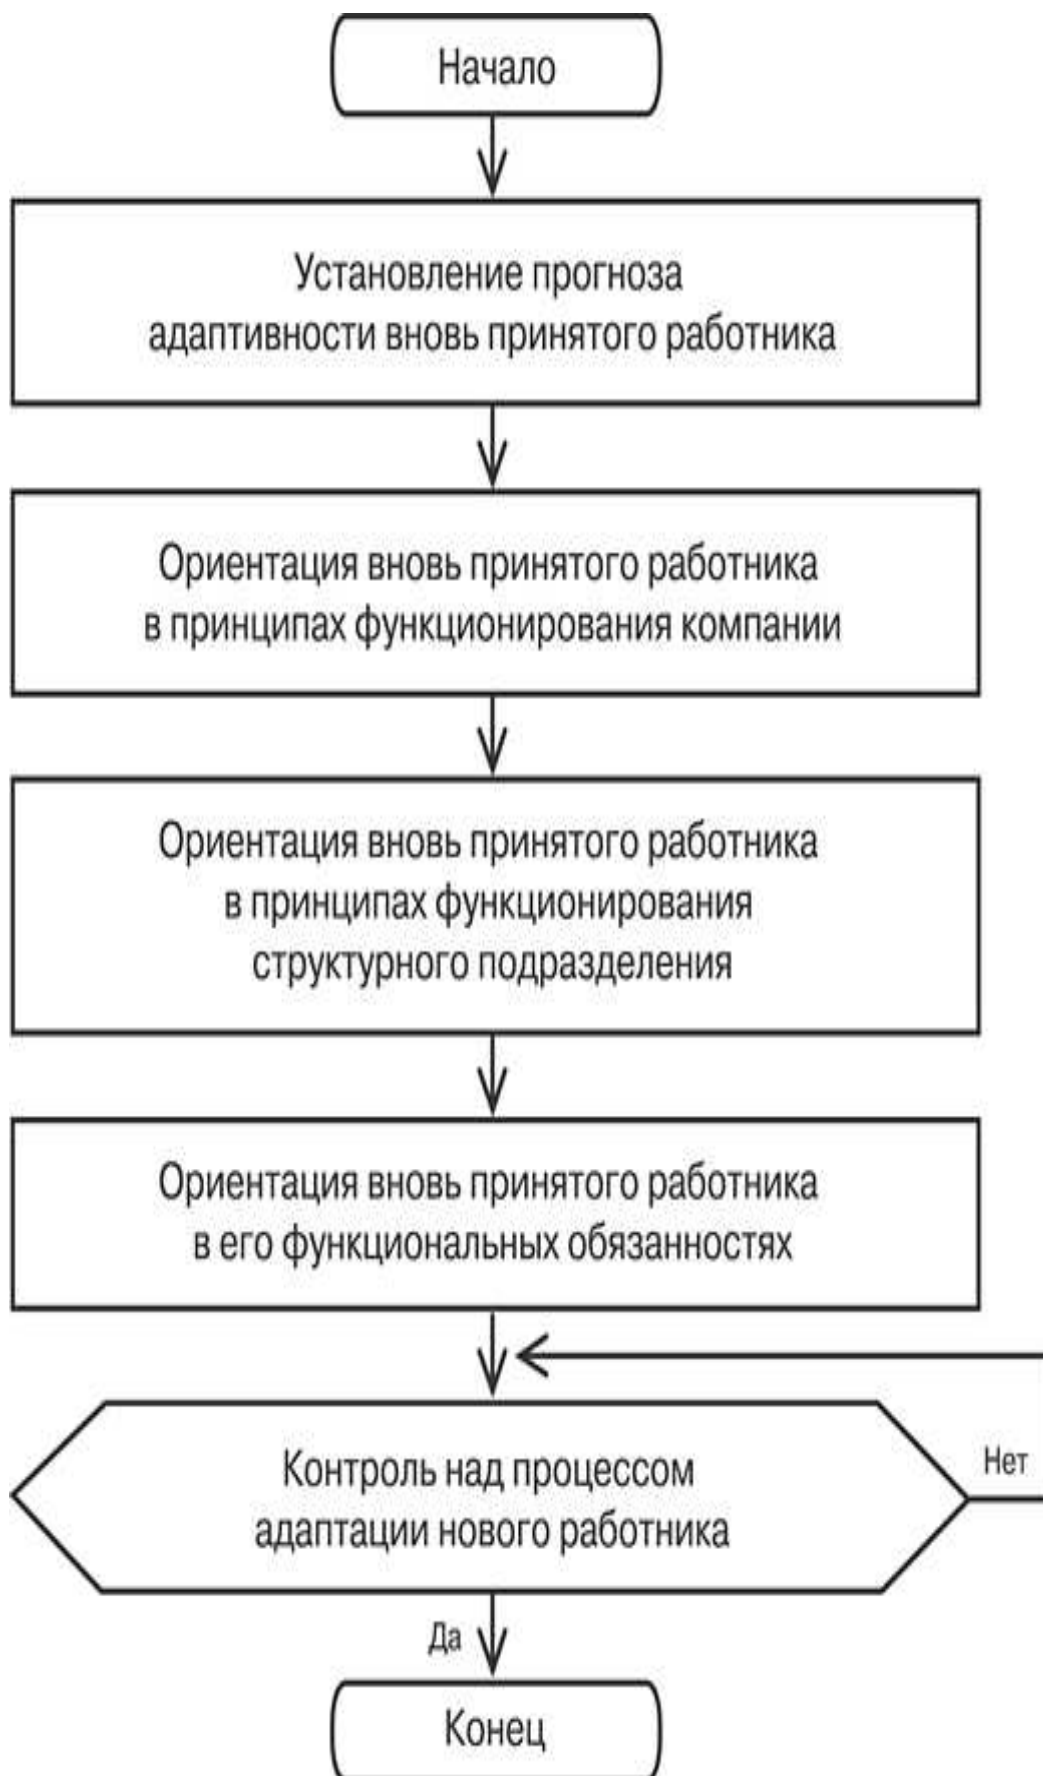 Начало
Установление прогноза
адаптивности вновь принятого работника
Ориентация вновь принятого работника
в принципах функционирования компании
Ориентация вновь принятого работника
в принципах функционирования
структурного подразделения
Ориентация вновь принятого работника
в его функциональных обязанностях
Контроль над процессом
адаптации нового работника
Нет
Да
Конец